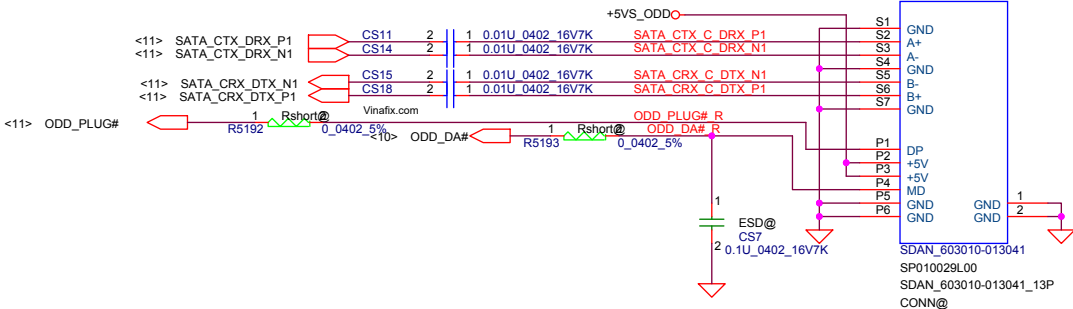 +5VS_ODD
S1 GND
<11> SATA_CTX_DRX_P1 CS11 2 1 0.01U_0402_16V7K SATA_CTX_C_DRX_P1 S2 A+
<11> SATA_CTX_DRX_N1 CS14 2 1 0.01U_0402_16V7K SATA_CTX_C_DRX_N1 S3 A-
S4 GND
<11> SATA_CRX_DTX_N1 CS15 2 1 0.01U_0402_16V7K SATA_CRX_C_DTX_N1 S5 B-
<11> SATA_CRX_DTX_P1 CS18 2 1 0.01U_0402_16V7K SATA_CRX_C_DTX_P1 S6 B+
S7 GND
Vinafix.com
<11> ODD_PLUG# 1 Rshort@ 2 ODD_PLUG#_R
R5192 0_0402_5%
<10> ODD_DA# 1 Rshort@ 2 ODD_DA#_R
R5193 0_0402_5%
P1 DP
P2 +5V
P3 +5V
P4 MD
P5 GND GND 1
P6 GND GND 2
1
ESD@
CS7
2 0.1U_0402_16V7K
SDAN_603010-013041
SP010029L00
SDAN_603010-013041_13P
CONN@